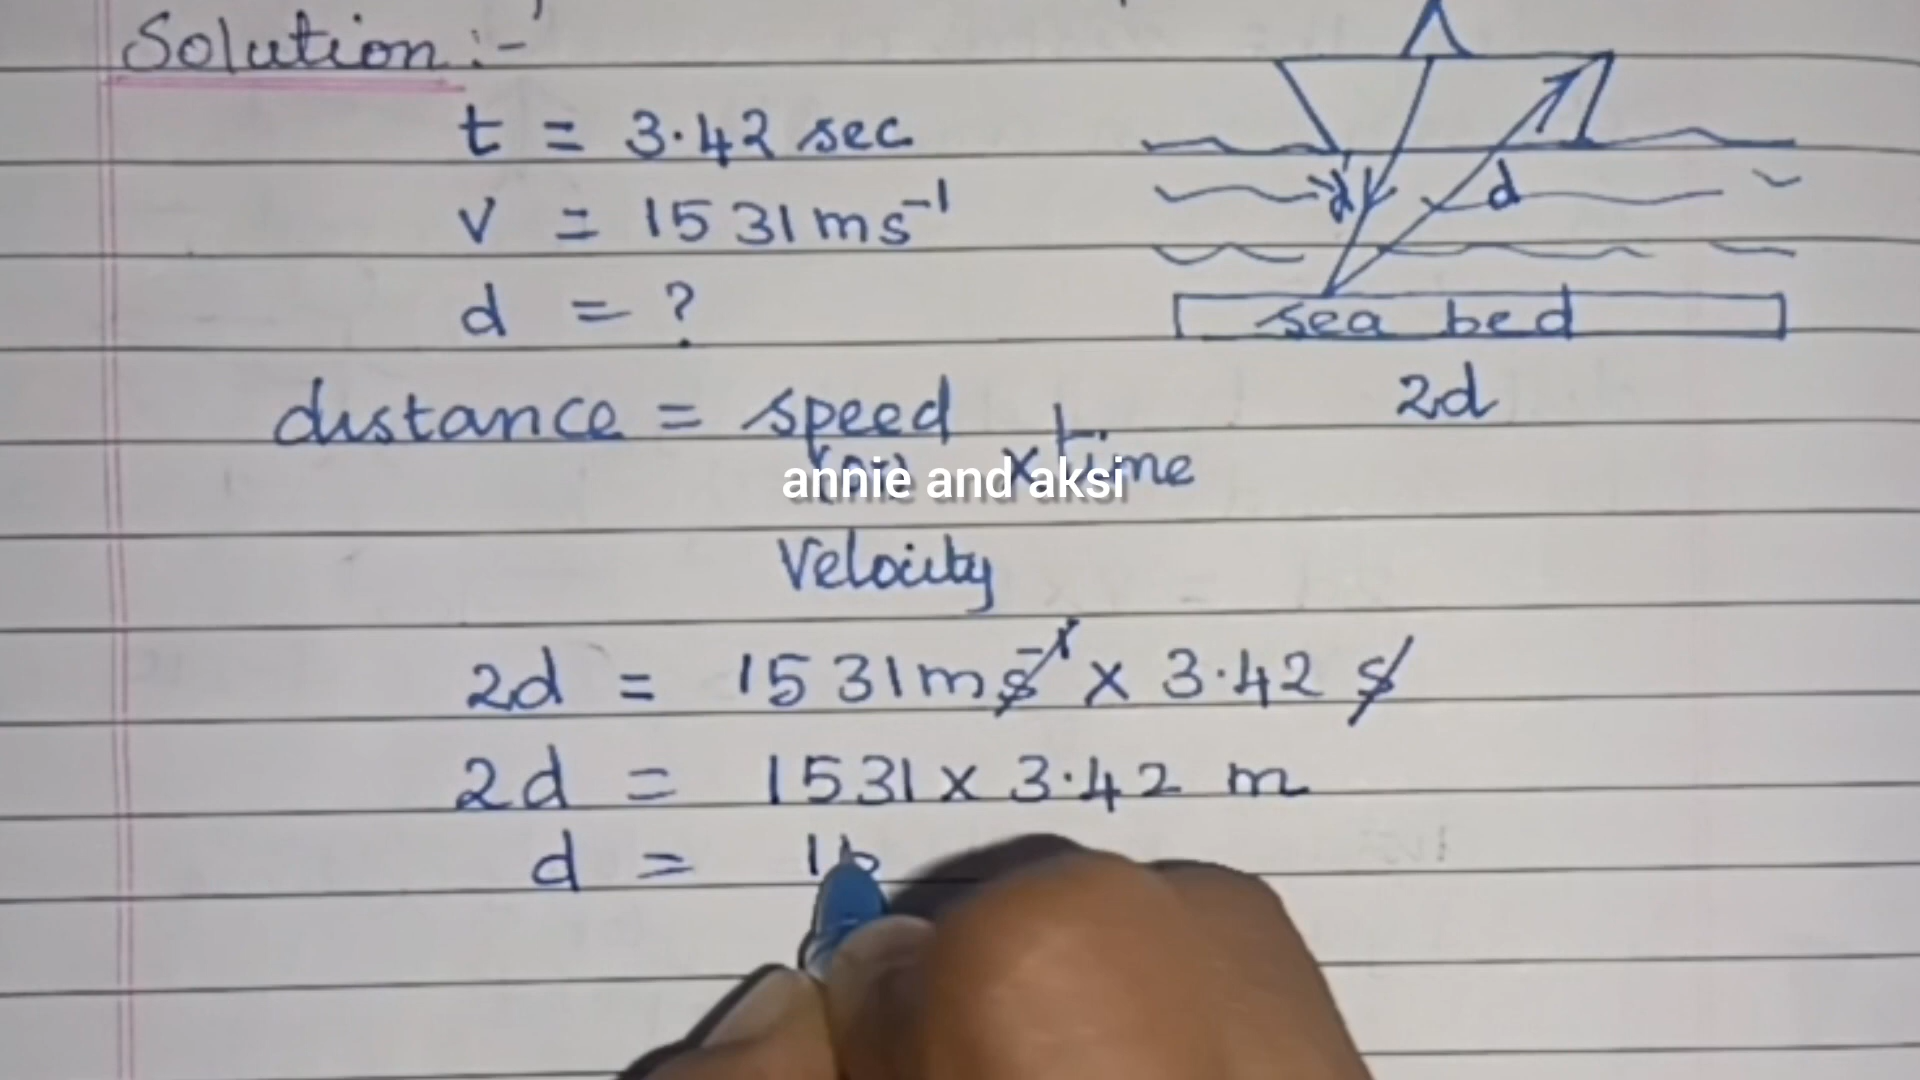 Solution :-
t = 3.42 sec
v = 1531 ms⁻¹
d = ?
d d
sea bed
2d
distance = speed
x time
annie and aksi
Velocity
2d = 1531 ms⁻¹ x 3.42 s
2d = 1531 x 3.42 m
d = 1